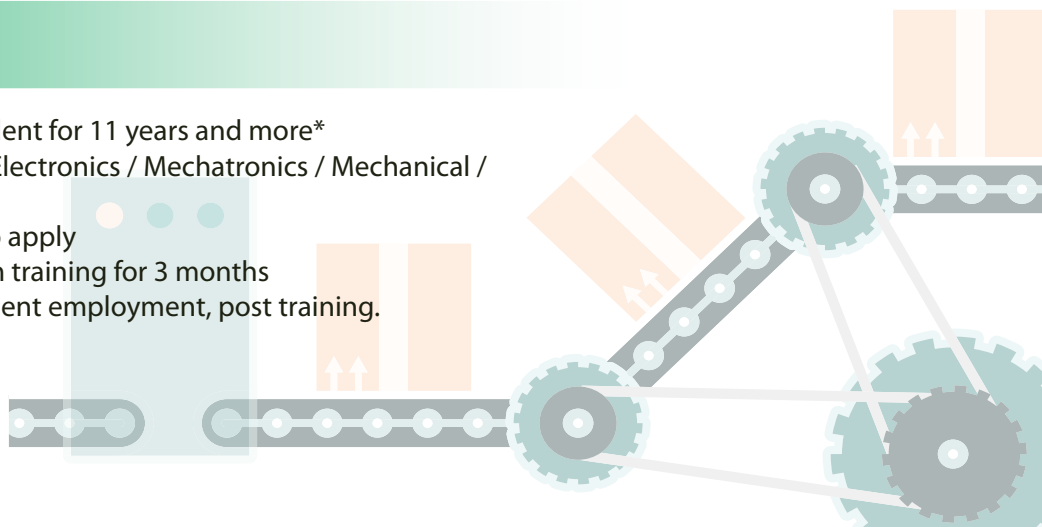 ent for 11 years and more*
Electronics / Mechatronics / Mechanical /
apply
training for 3 months
ent employment, post training.